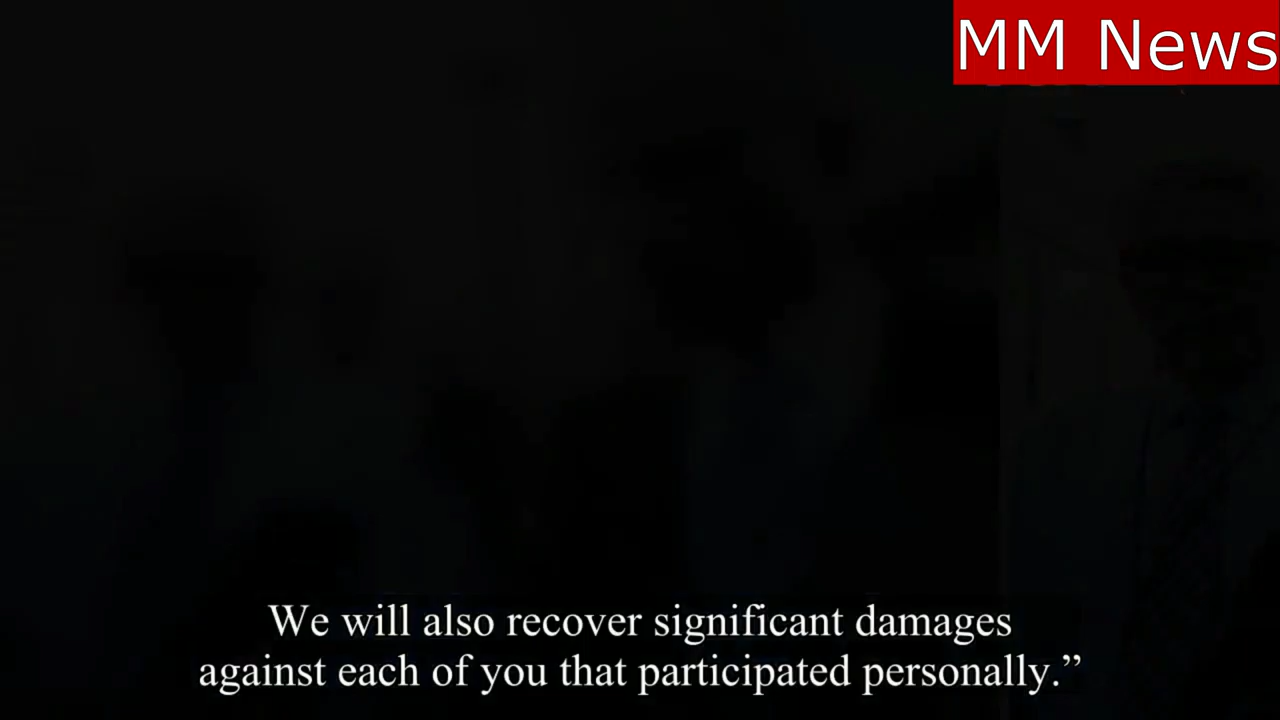 MM News
We will also recover significant damages
against each of you that participated personally.”